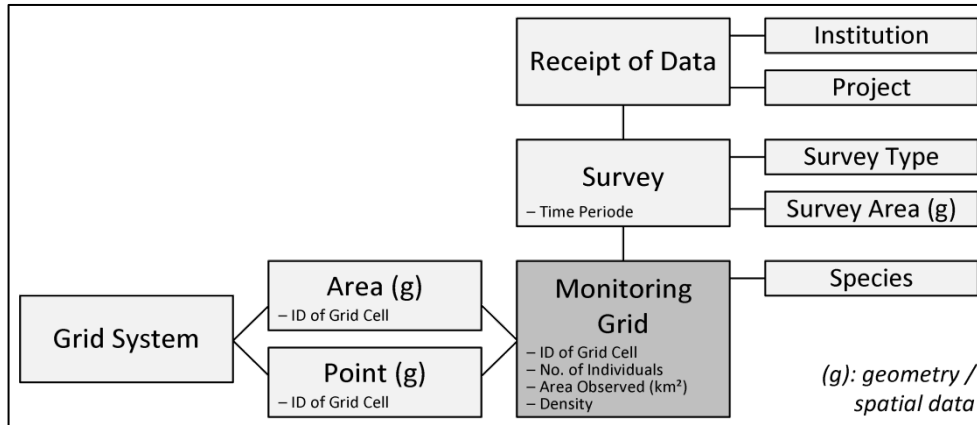 Receipt of Data
Institution
Project
Survey
– Time Periode
Survey Type
Survey Area (g)
Grid System
Area (g)
– ID of Grid Cell
Point (g)
– ID of Grid Cell
Monitoring
Grid
– ID of Grid Cell
– No. of Individuals
– Area Observed (km²)
– Density
Species
(g): geometry /
spatial data